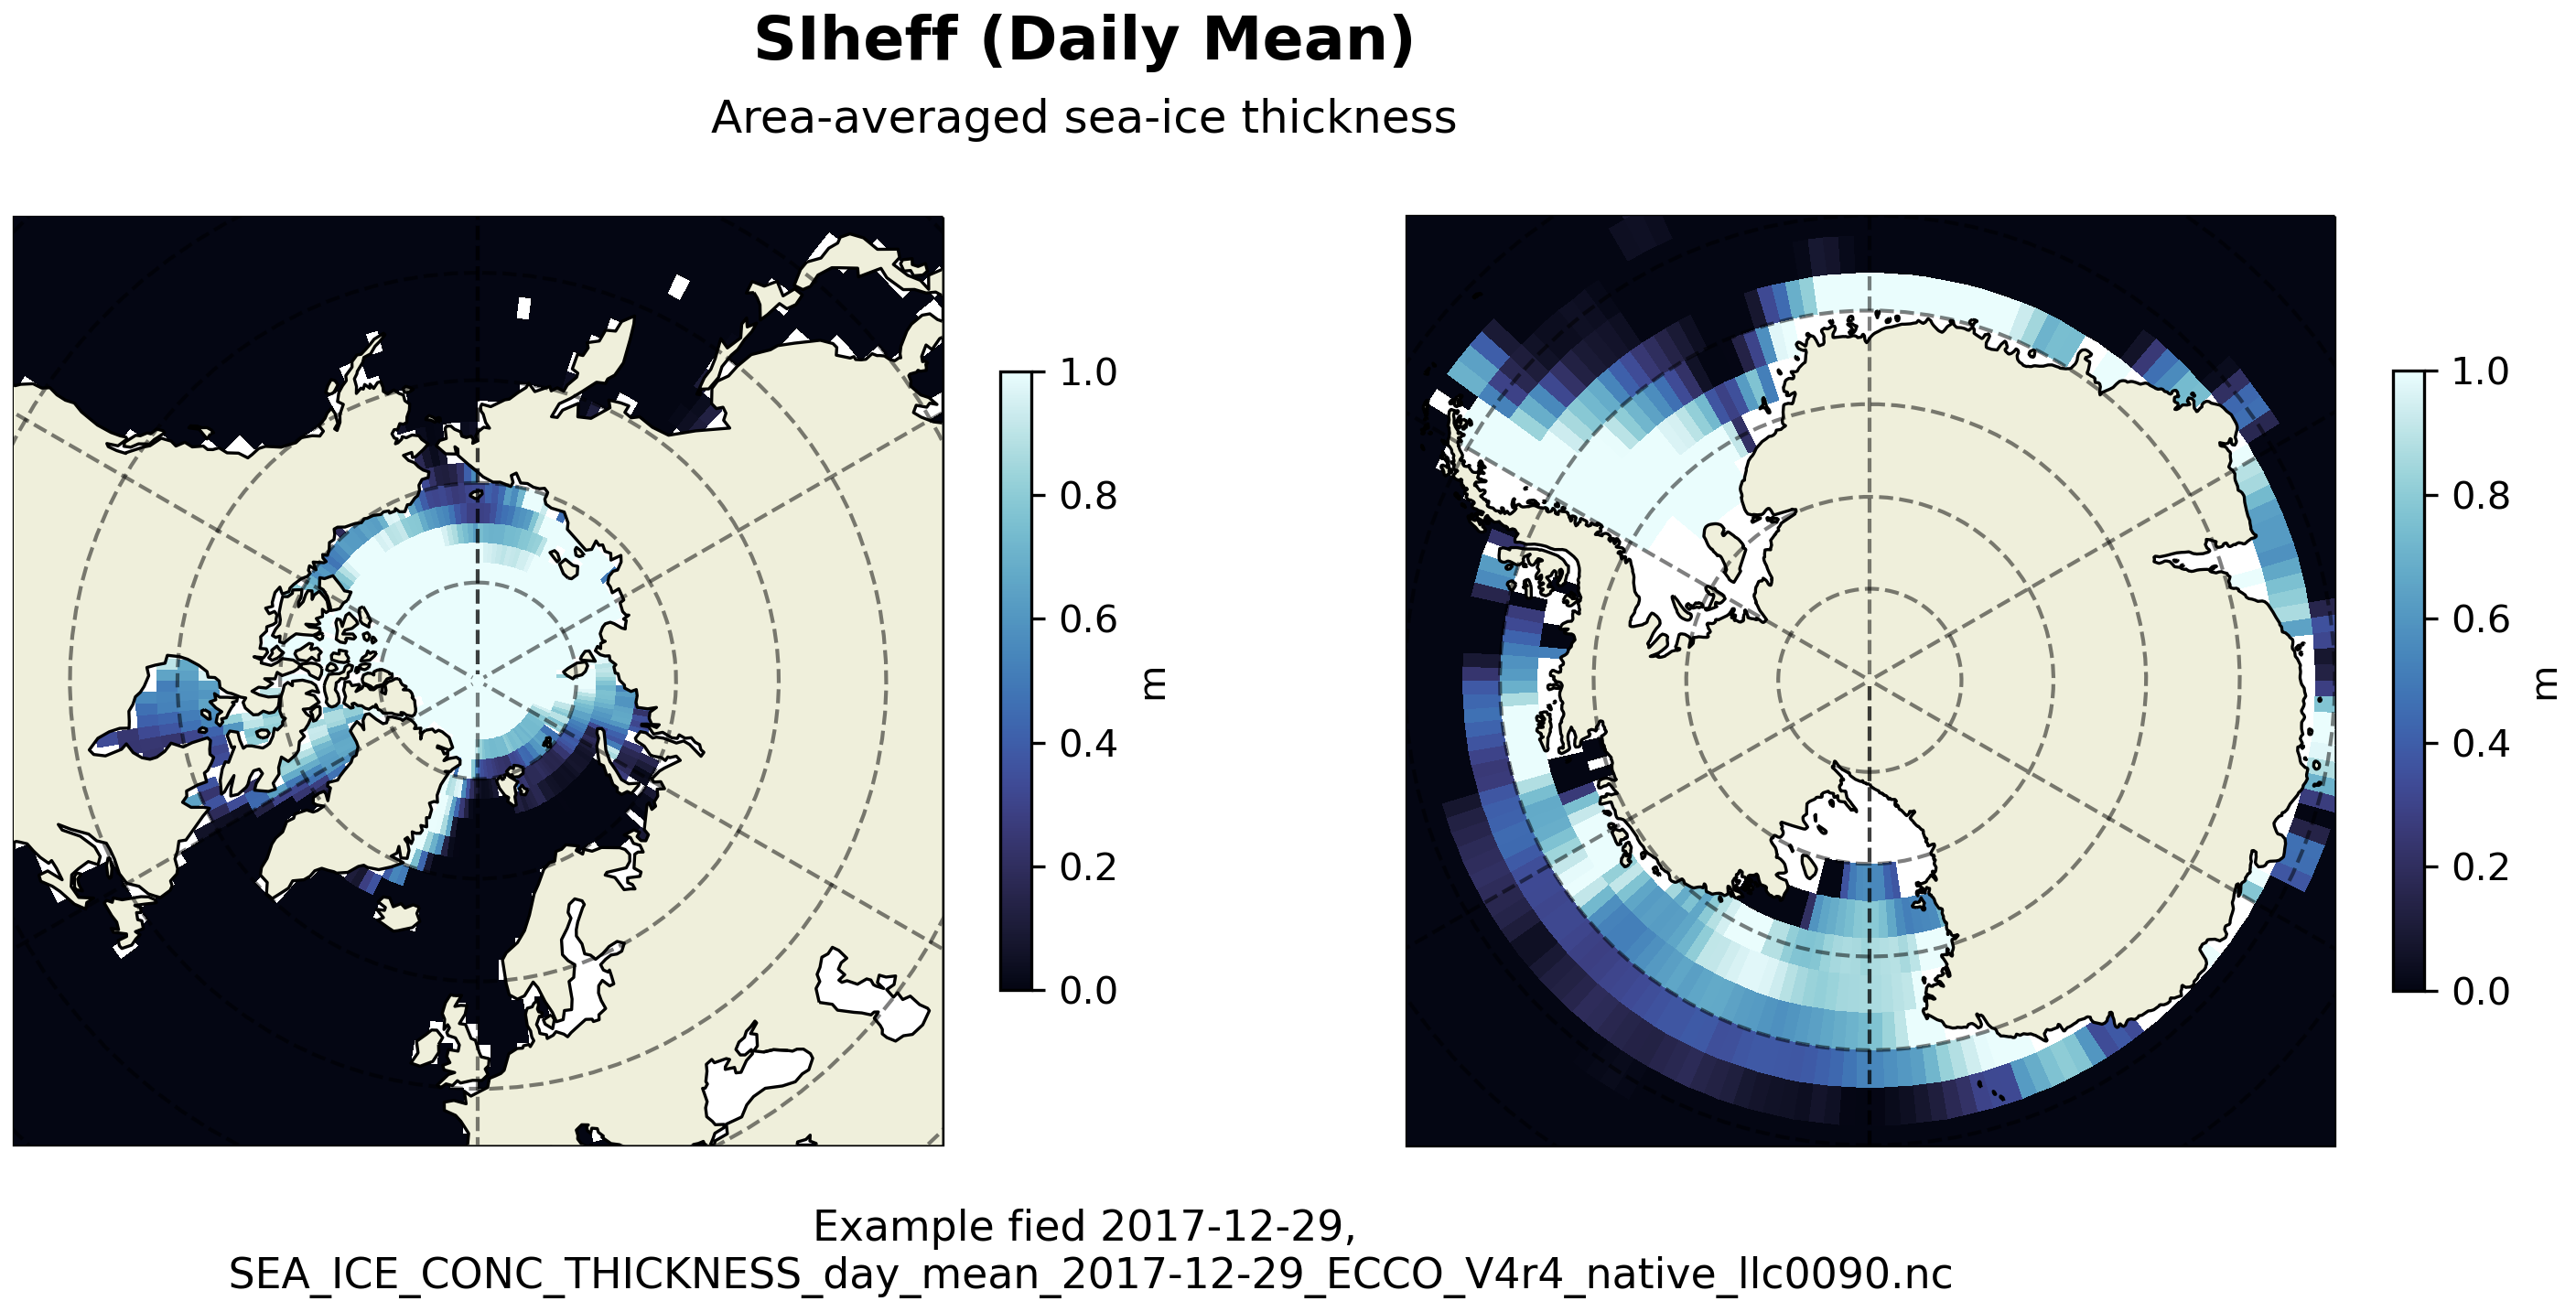 SIheff (Daily Mean)
Area-averaged sea-ice thickness
1.0
0.8
0.6
0.4
0.2
0.0
m
1.0
0.8
0.6
0.4
0.2
0.0
m
Example fied 2017-12-29,
SEA_ICE_CONC_THICKNESS_day_mean_2017-12-29_ECCO_V4r4_native_llc0090.nc